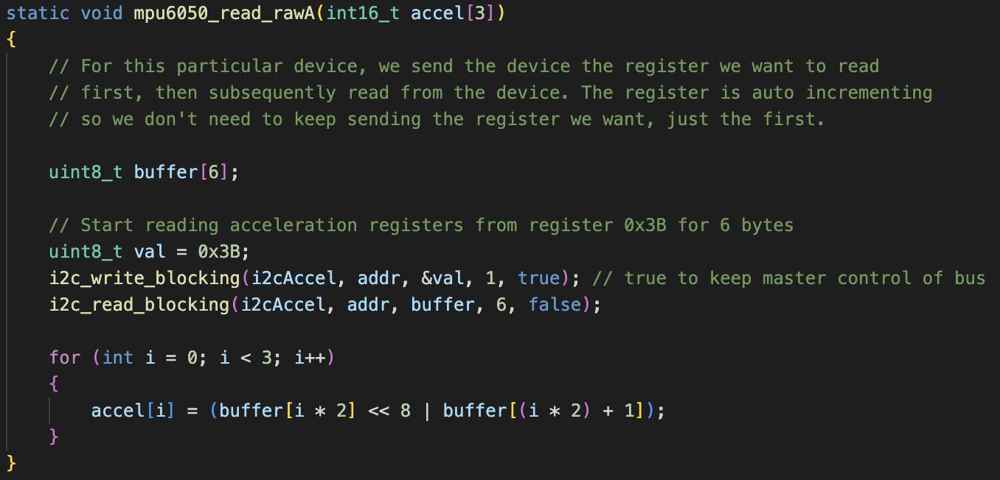 static void mpu6050_read_rawA(int16_t accel[3])
{
    // For this particular device, we send the device the register we want to read
    // first, then subsequently read from the device. The register is auto incrementing
    // so we don't need to keep sending the register we want, just the first.

    uint8_t buffer[6];

    // Start reading acceleration registers from register 0x3B for 6 bytes
    uint8_t val = 0x3B;
    i2c_write_blocking(i2cAccel, addr, &val, 1, true); // true to keep master control of bus
    i2c_read_blocking(i2cAccel, addr, buffer, 6, false);

    for (int i = 0; i < 3; i++)
    {
        accel[i] = (buffer[i * 2] << 8 | buffer[(i * 2) + 1]);
    }
}